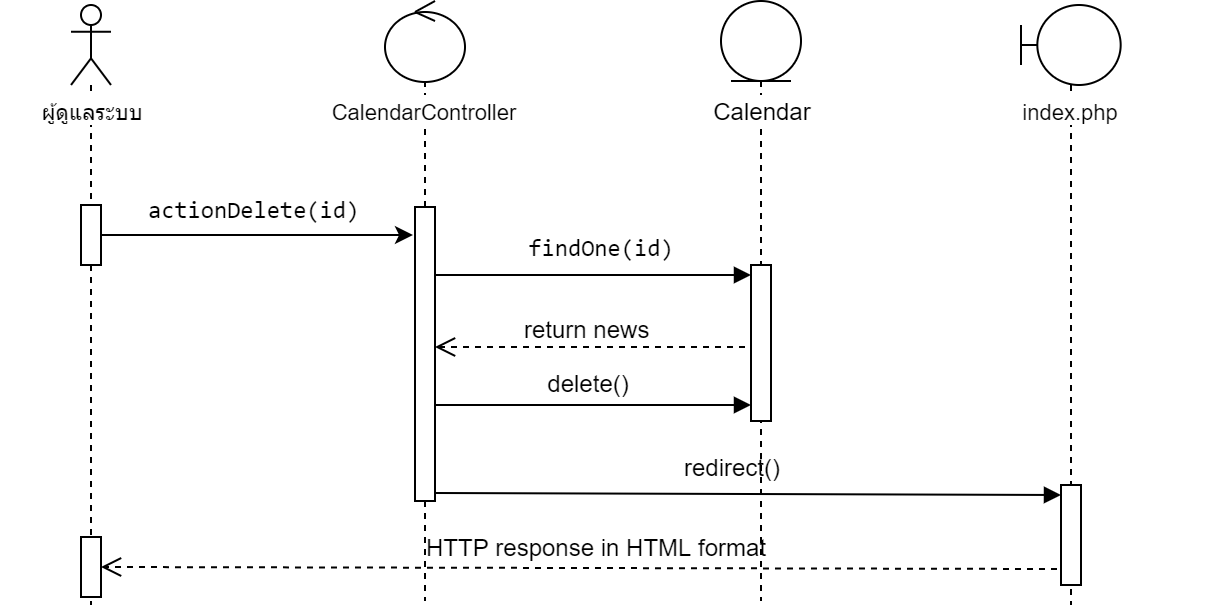 ผู้ดูแลระบบ
CalendarController
Calendar
index.php
actionDelete(id)
findOne(id)
return news
delete()
redirect()
HTTP response in HTML format